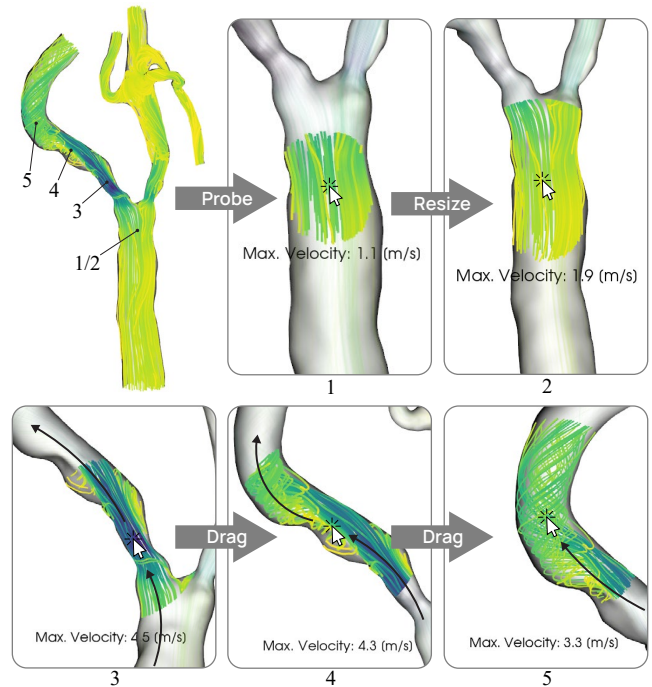 5
4
3
1/2
Probe
Resize
Max. Velocity: 1.1 [m/s]
Max. Velocity: 1.9 [m/s]
1
2
Drag
Drag
Max. Velocity: 4.5 [m/s]
Max. Velocity: 4.3 [m/s]
Max. Velocity: 3.3 [m/s]
3
4
5